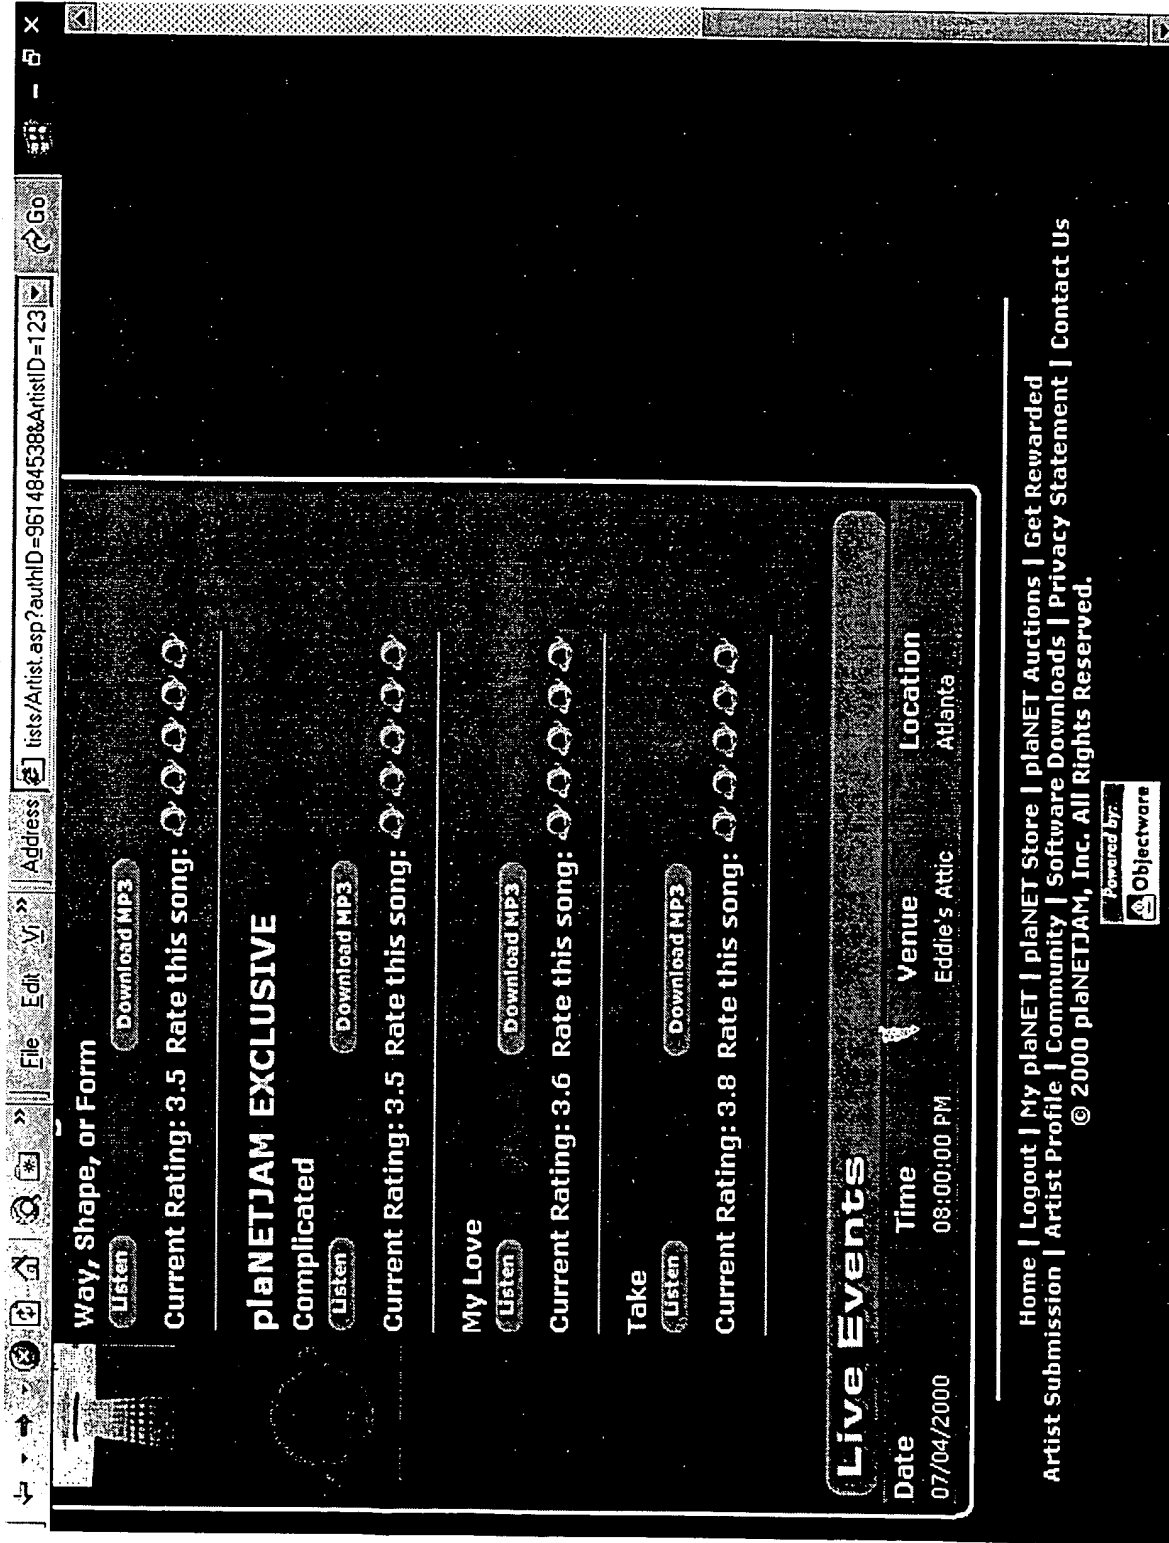 File Edit Vi » Address lists/Artist.asp?authID=961484538&ArtistID=123 Go
Way, Shape, or Form
Listen Download MP3
Current Rating: 3.5 Rate this song:
plaNETJAM EXCLUSIVE
Complicated
Listen Download MP3
Current Rating: 3.5 Rate this song:
My Love
Listen Download MP3
Current Rating: 3.6 Rate this song:
Take
Listen Download MP3
Current Rating: 3.8 Rate this song:
Live Events
Date Time Venue Location
07/04/2000 08:00:00 PM Eddie's Attic Atlanta
Home | Logout | My plaNET | plaNET Store | plaNET Auctions | Get Rewarded
Artist Submission | Artist Profile | Community | Software Downloads | Privacy Statement | Contact Us
© 2000 plaNETJAM, Inc. All Rights Reserved.
Powered by:
Objectware